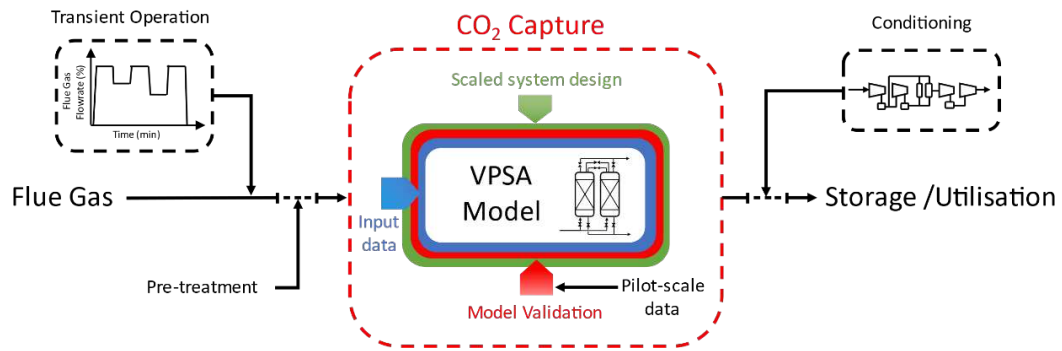 Transient Operation
Flue Gas
Flowrate (%)
Time (min)
CO₂ Capture
Conditioning
Scaled system design
Flue Gas
VPSA
Model
Input
data
Storage /Utilisation
Pre-treatment
Pilot-scale
data
Model Validation